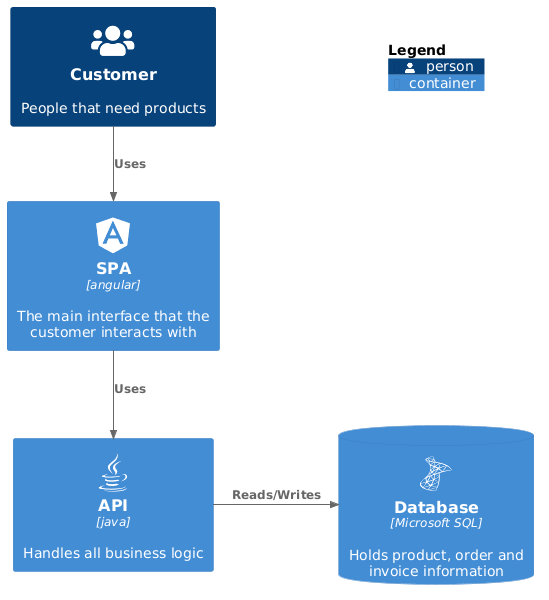 Customer
People that need products
Legend
person
container
Uses
SPA
[angular]
The main interface that the
customer interacts with
Uses
API
[java]
Handles all business logic
Reads/Writes
Database
[Microsoft SQL]
Holds product, order and
invoice information